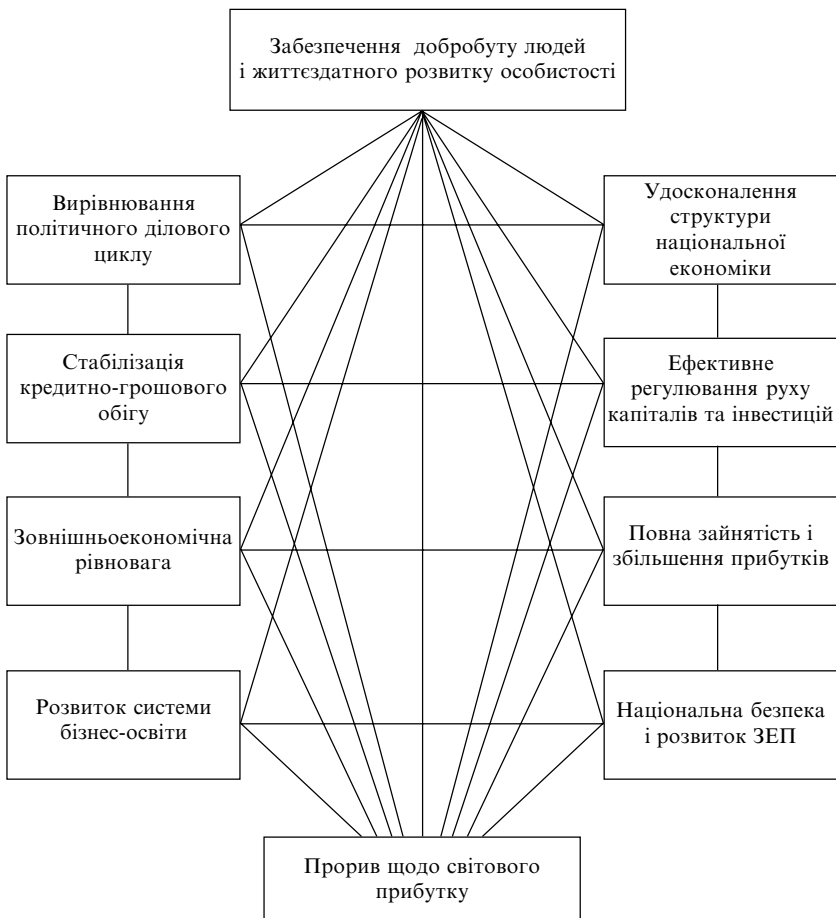 Забезпечення добробуту людей
і життєздатного розвитку особистості
Вирівнювання
політичного ділового
циклу
Удосконалення
структури
національної
економіки
Стабілізація
кредитно-грошового
обігу
Ефективне
регулювання руху
капіталів та інвестицій
Зовнішньоекономічна
рівновага
Повна зайнятість і
збільшення прибутків
Розвиток системи
бізнес-освіти
Національна безпека
і розвиток ЗЕП
Прорив щодо світового
прибутку